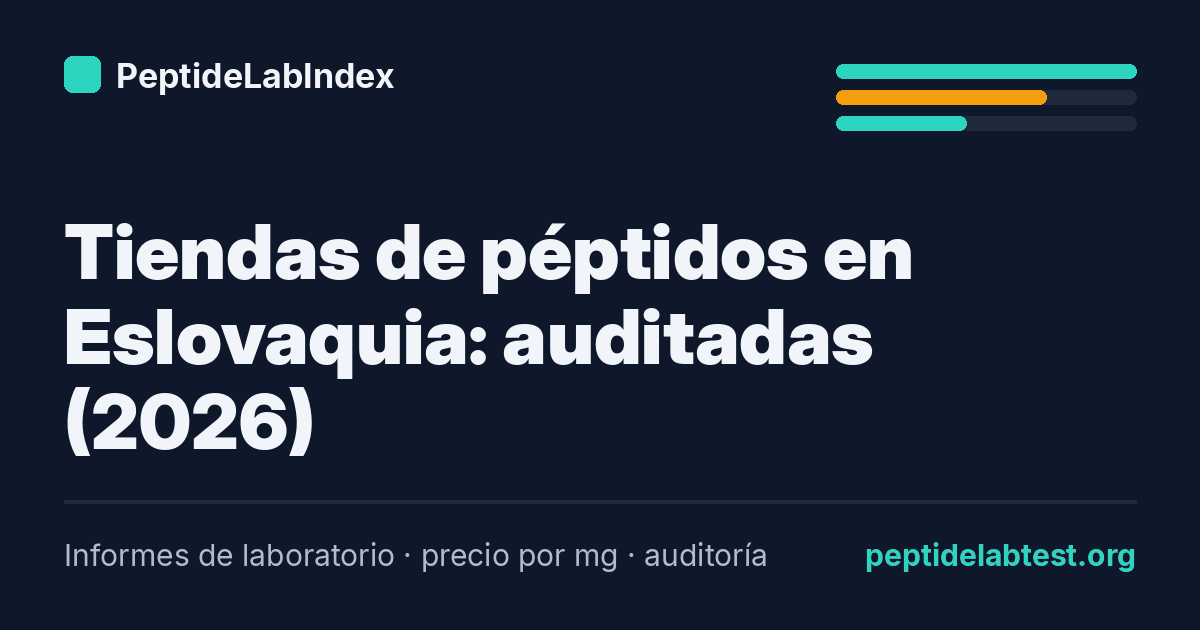 PeptideLabIndex
Tiendas de péptidos en
Eslovaquia: auditadas
(2026)
Informes de laboratorio · precio por mg · auditoría
peptidelabtest.org